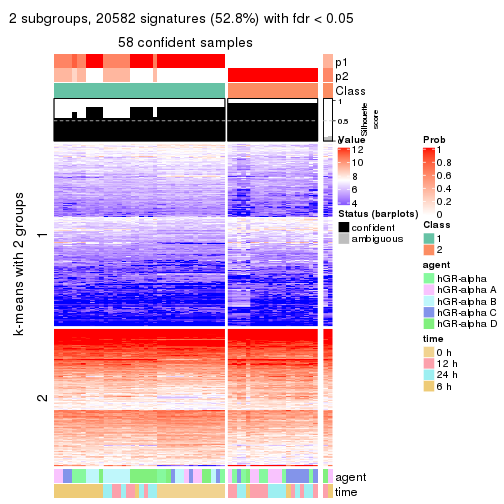 2 subgroups, 20582 signatures (52.8%) with fdr < 0.05
58 confident samples
p1
p2
Class
1
0.5
Silhouette
score
k-means with 2 groups
1
2
agent
time
Value
12
10
8
6
4
Status (barplots)
confident
ambiguous
Prob
1
0.8
0.6
0.4
0.2
0
Class
1
2
agent
hGR-alpha
hGR-alpha A
hGR-alpha B
hGR-alpha C
hGR-alpha D
time
0 h
12 h
24 h
6 h